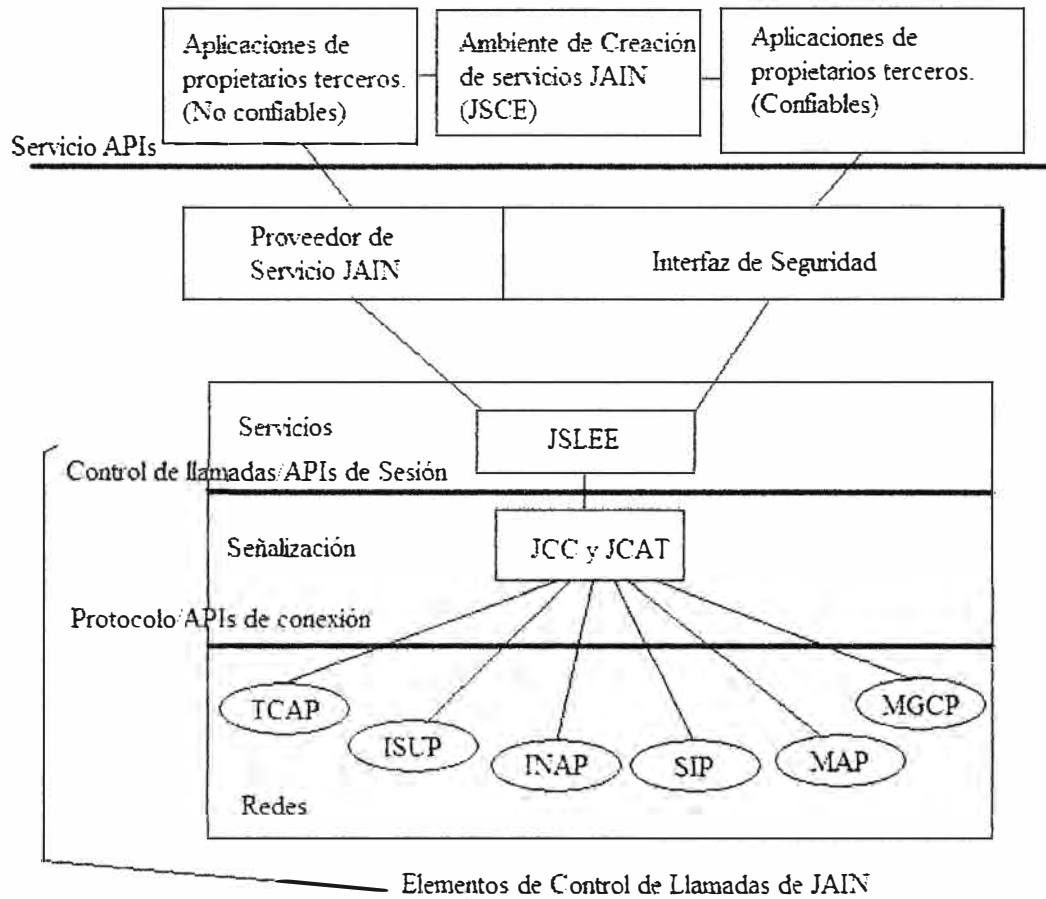 Aplicaciones de
propietarios terceros.
(No confiables)
Ambiente de Creación
de servicios JAIN
(JSCE)
Aplicaciones de
propietarios terceros.
(Confiables)
Servicio APIs
Proveedor de
Servicio JAIN
Interfaz de Seguridad
Servicios
JSLEE
Control de llamadas/APIs de Sesión
Señalización
JCC y JCAT
Protocolo/APIs de conexión
TCAP
ISUP
INAP
SIP
MAP
MGCP
Redes
Elementos de Control de Llamadas de JAIN